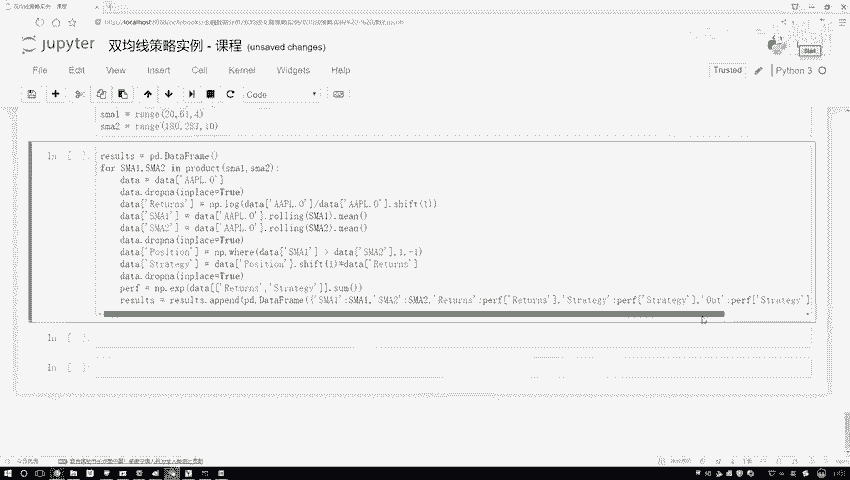 jupyter 双均线策略实例 - 课程 (unsaved changes)
File Edit View Insert Cell Kernel Widgets Help
Trusted Python 3
Code
sma1 = range(20,61,4)
In [ ]: results = pd.DataFrame()
for SMA1,SMA2 in product(sma1,sma2):
data = data['AAPL.O']
data.dropna(inplace=True)
data['Returns'] = np.log(data['AAPL.O']/data['AAPL.O'].shift(1))
data['SMA1'] = data['AAPL.O'].rolling(SMA1).mean()
data['SMA2'] = data['AAPL.O'].rolling(SMA2).mean()
data.dropna(inplace=True)
data['Position'] = np.where(data['SMA1'] > data['SMA2'],1,-1)
data['Strategy'] = data['Position'].shift(1)*data['Returns']
data.dropna(inplace=True)
perf = np.exp(data[['Returns','Strategy']].sum())
results = results.append(pd.DataFrame({'SMA1':SMA1,'SMA2':SMA2,'Returns':perf['Returns'],'Strategy':perf['Strategy'],'Out':perf['Strategy']
In [ ]:
In [ ]: